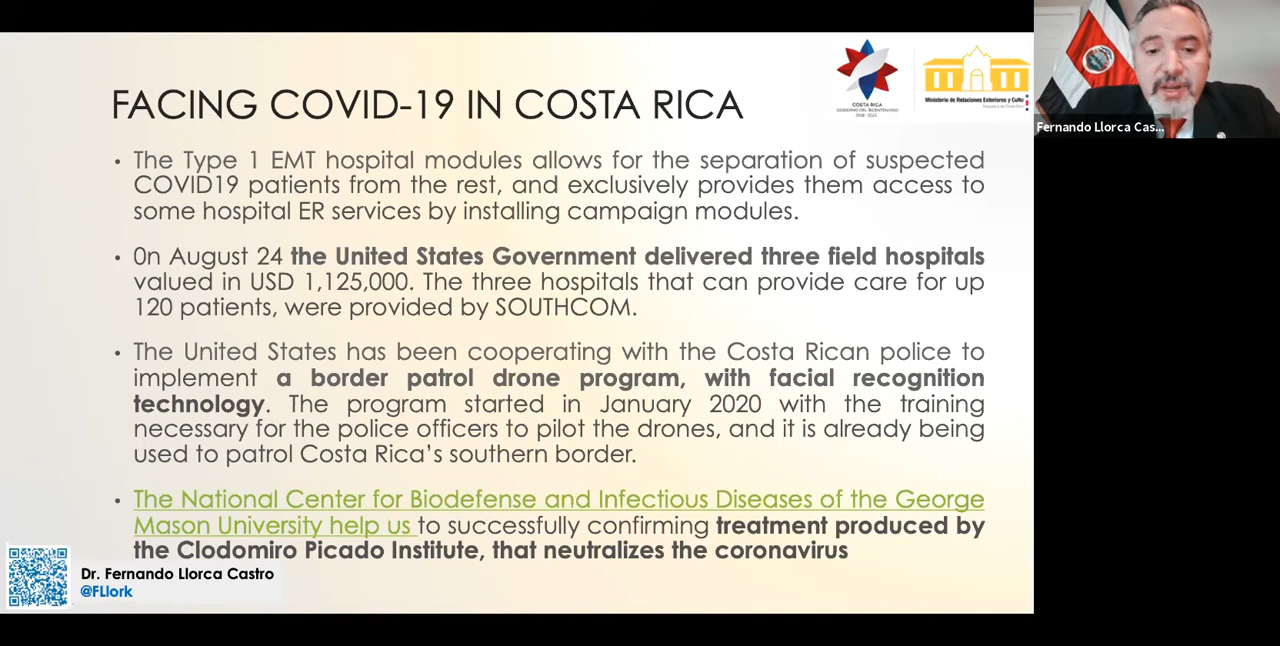 FACING COVID-19 IN COSTA RICA
COSTA RICA
Ministerio de Relaciones Exteriores y Culto
Fernando Llorca Cas...
• The Type 1 EMT hospital modules allows for the separation of suspected
COVID19 patients from the rest, and exclusively provides them access to
some hospital ER services by installing campaign modules.
• 0n August 24 the United States Government delivered three field hospitals
valued in USD 1,125,000. The three hospitals that can provide care for up
120 patients, were provided by SOUTHCOM.
• The United States has been cooperating with the Costa Rican police to
implement a border patrol drone program, with facial recognition
technology. The program started in January 2020 with the training
necessary for the police officers to pilot the drones, and it is already being
used to patrol Costa Rica's southern border.
• The National Center for Biodefense and Infectious Diseases of the George
Mason University help us to successfully confirming treatment produced by
the Clodomiro Picado Institute, that neutralizes the coronavirus
Dr. Fernando Llorca Castro
@FLlork